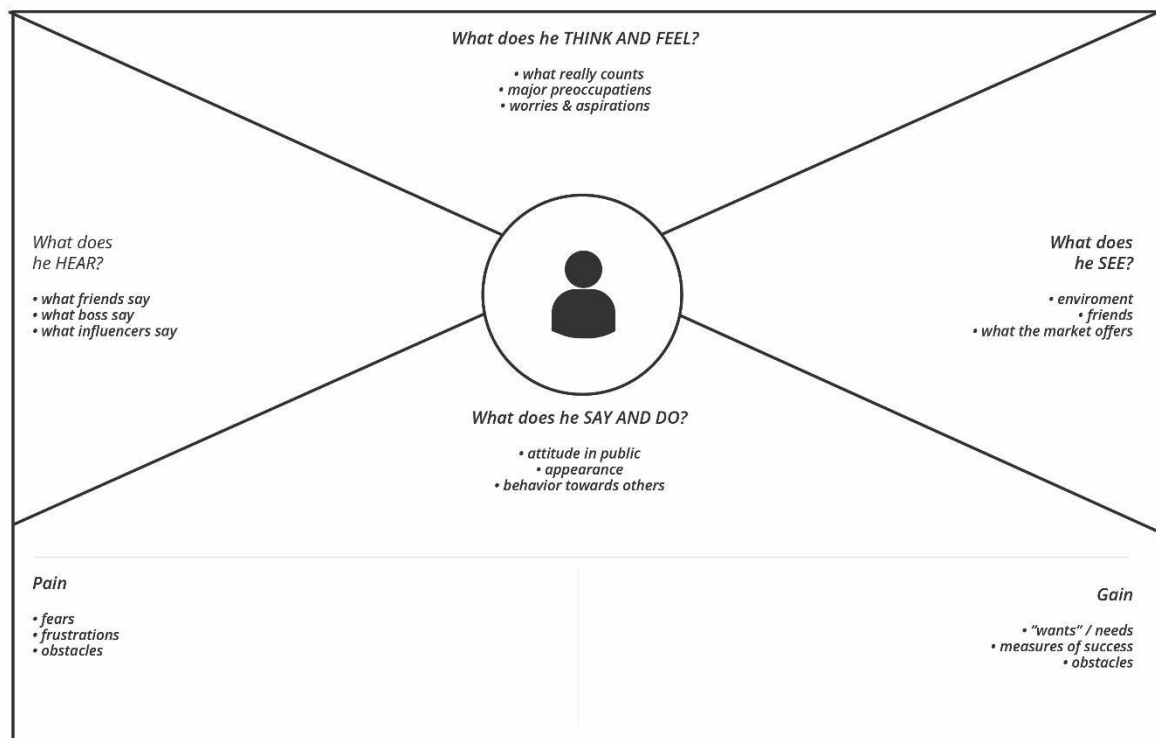 What does he THINK AND FEEL?
• what really counts
• major preoccupatiens
• worries & aspirations
What does
he HEAR?
• what friends say
• what boss say
• what influencers say
What does
he SEE?
• enviroment
• friends
• what the market offers
What does he SAY AND DO?
• attitude in public
• appearance
• behavior towards others
Pain
• fears
• frustrations
• obstacles
Gain
• “wants” / needs
• measures of success
• obstacles